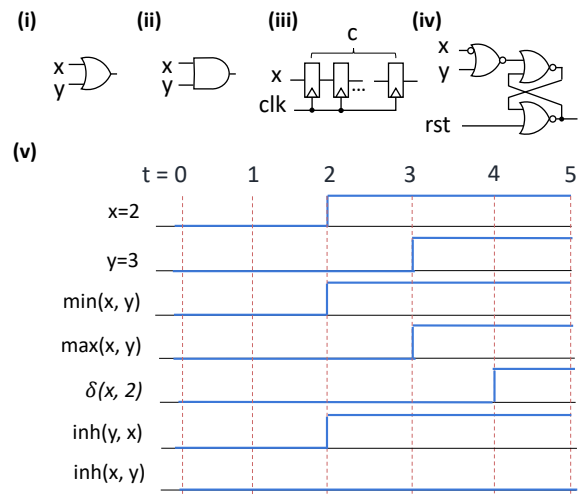 (i) (ii) (iii) (iv)
x
y
x
y
c
x
...
clk
x
y
rst
(v)
t = 0 1 2 3 4 5
x=2
y=3
min(x, y)
max(x, y)
δ(x, 2)
inh(y, x)
inh(x, y)